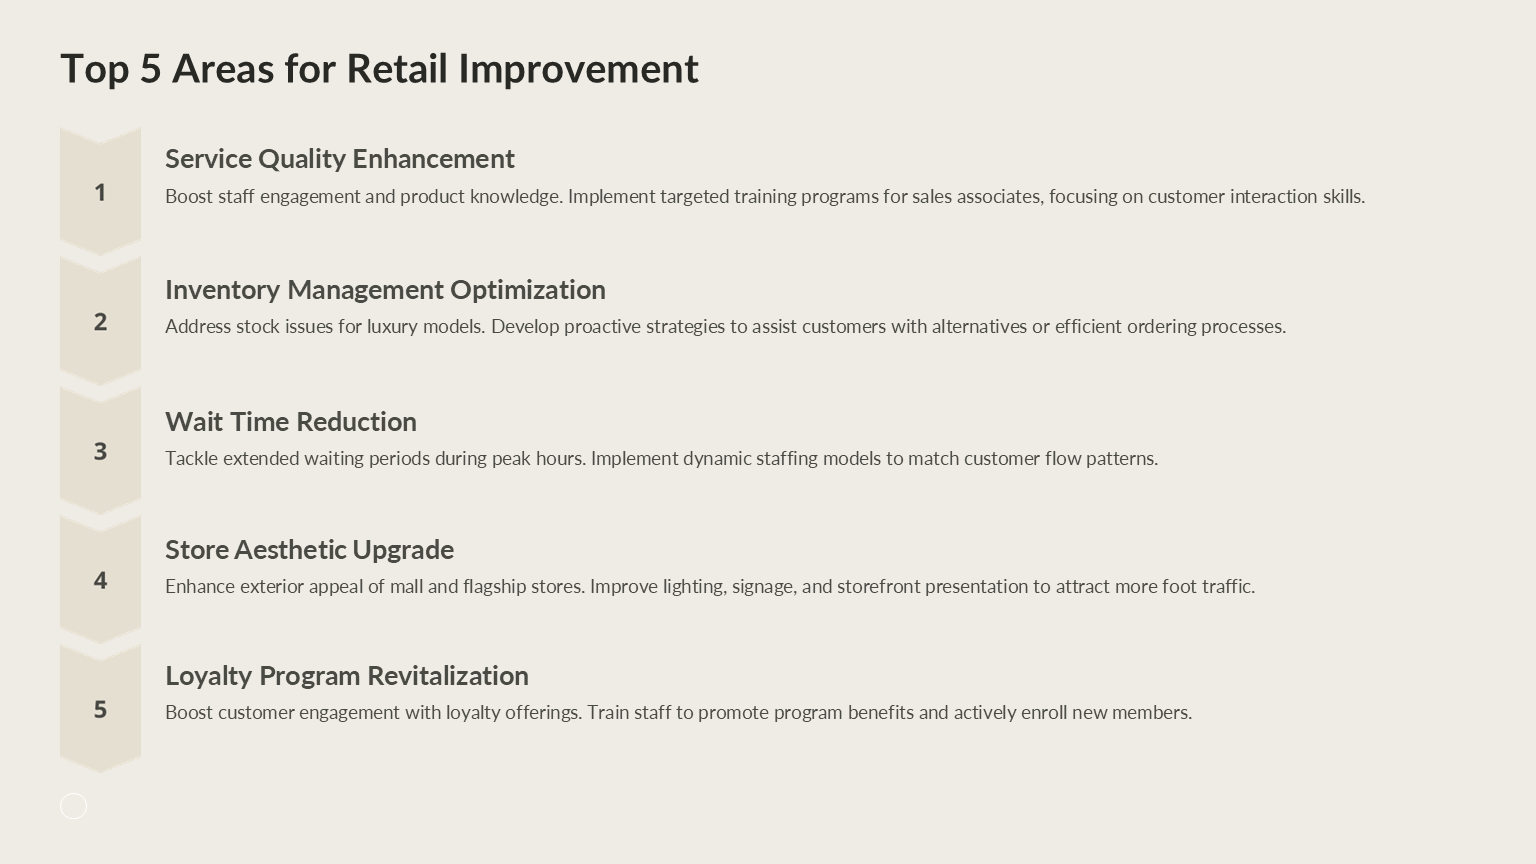 Top 5 Areas for Retail Improvement
1
Service Quality Enhancement
Boost staff engagement and product knowledge. Implement targeted training programs for sales associates, focusing on customer interaction skills.
2
Inventory Management Optimization
Address stock issues for luxury models. Develop proactive strategies to assist customers with alternatives or efficient ordering processes.
3
Wait Time Reduction
Tackle extended waiting periods during peak hours. Implement dynamic staffing models to match customer flow patterns.
4
Store Aesthetic Upgrade
Enhance exterior appeal of mall and flagship stores. Improve lighting, signage, and storefront presentation to attract more foot traffic.
5
Loyalty Program Revitalization
Boost customer engagement with loyalty offerings. Train staff to promote program benefits and actively enroll new members.